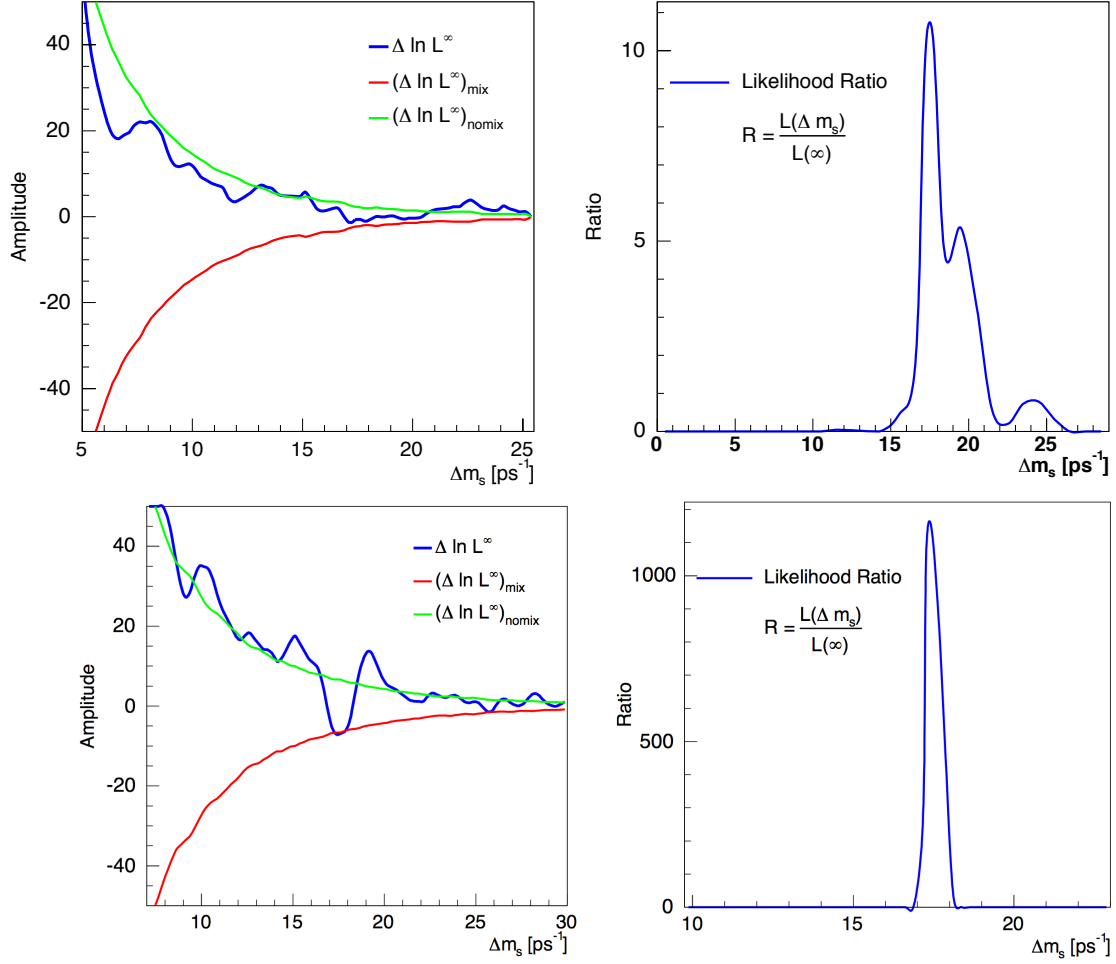 40
20
0
-20
-40
Amplitude
Δ ln L∞
(Δ ln L∞)mix
(Δ ln L∞)nomix
5 10 15 20 25
Δms [ps-1]
10
5
0
Ratio
Likelihood Ratio
R = L(Δ ms)
L(∞)
0 5 10 15 20 25
Δms [ps-1]
40
20
0
-20
-40
Amplitude
Δ ln L∞
(Δ ln L∞)mix
(Δ ln L∞)nomix
10 15 20 25 30
Δms [ps-1]
1000
500
0
Ratio
Likelihood Ratio
R = L(Δ ms)
L(∞)
10 15 20
Δms [ps-1]